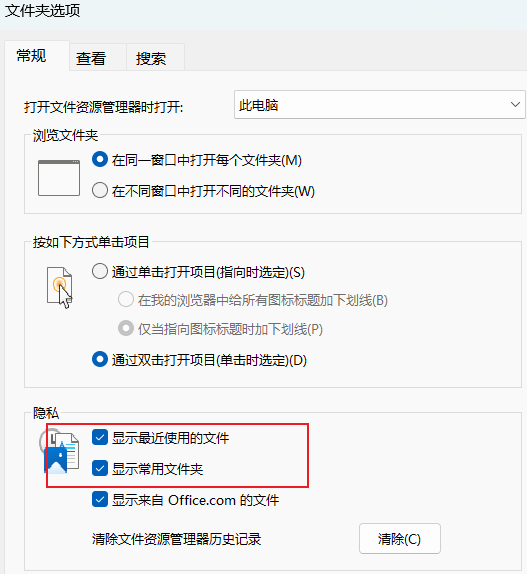 文件夹选项
常规 查看 搜索
打开文件资源管理器时打开: 此电脑
浏览文件夹
在同一窗口中打开每个文件夹(M)
在不同窗口中打开不同的文件夹(W)
按如下方式单击项目
通过单击打开项目(指向时选定)(S)
在我的浏览器中给所有图标标题加下划线(B)
仅当指向图标标题时加下划线(P)
通过双击打开项目(单击时选定)(D)
隐私
显示最近使用的文件
显示常用文件夹
显示来自 Office.com 的文件
清除文件资源管理器历史记录 清除(C)